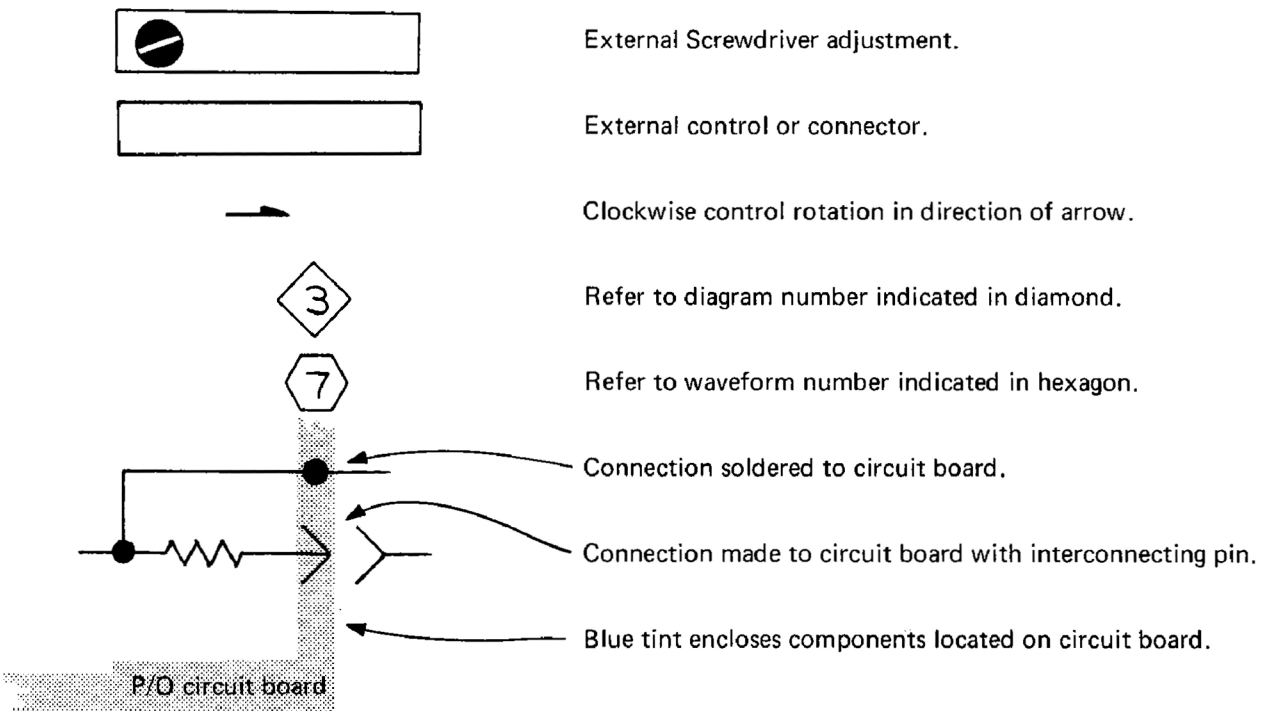 External Screwdriver adjustment.
External control or connector.
Clockwise control rotation in direction of arrow.
3
Refer to diagram number indicated in diamond.
7
Refer to waveform number indicated in hexagon.
Connection soldered to circuit board.
Connection made to circuit board with interconnecting pin.
Blue tint encloses components located on circuit board.
P/O circuit board